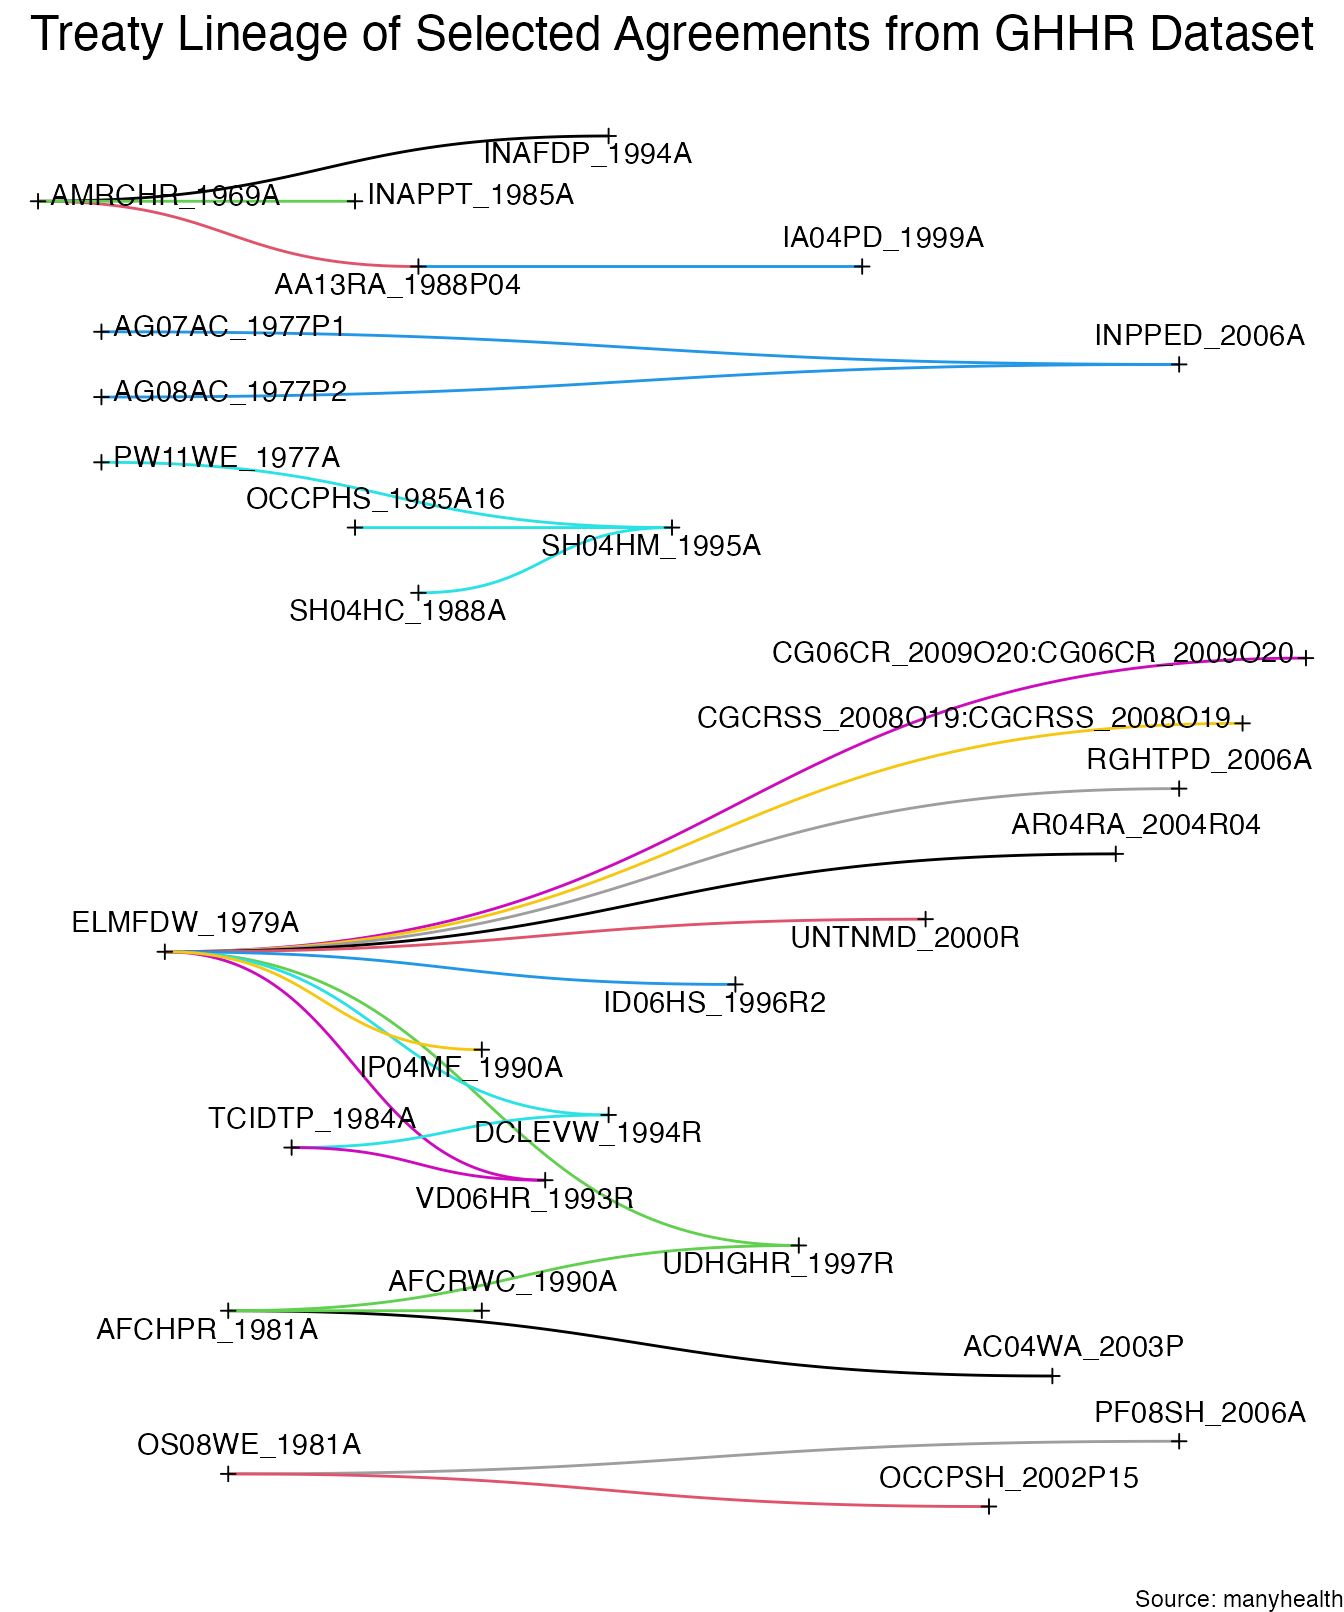 Treaty Lineage of Selected Agreements from GHHR Dataset
INAFDP_1994A
AMRCHR_1969A
INAPPT_1985A
IA04PD_1999A
AA13RA_1988P04
AG07AC_1977P1
INPPED_2006A
AG08AC_1977P2
PW11WE_1977A
OCCPHS_1985A16
SH04HM_1995A
SH04HC_1988A
CG06CR_2009O20:CG06CR_2009O20
CGCRSS_2008O19:CGCRSS_2008O19
RGHTPD_2006A
AR04RA_2004R04
ELMFDW_1979A
UNTNMD_2000R
ID06HS_1996R2
IP04MF_1990A
TCIDTP_1984A
DCLEVW_1994R
VD06HR_1993R
UDHGHR_1997R
AFCRWC_1990A
AFCHPR_1981A
AC04WA_2003P
PF08SH_2006A
OS08WE_1981A
OCCPSH_2002P15
Source: manyhealth